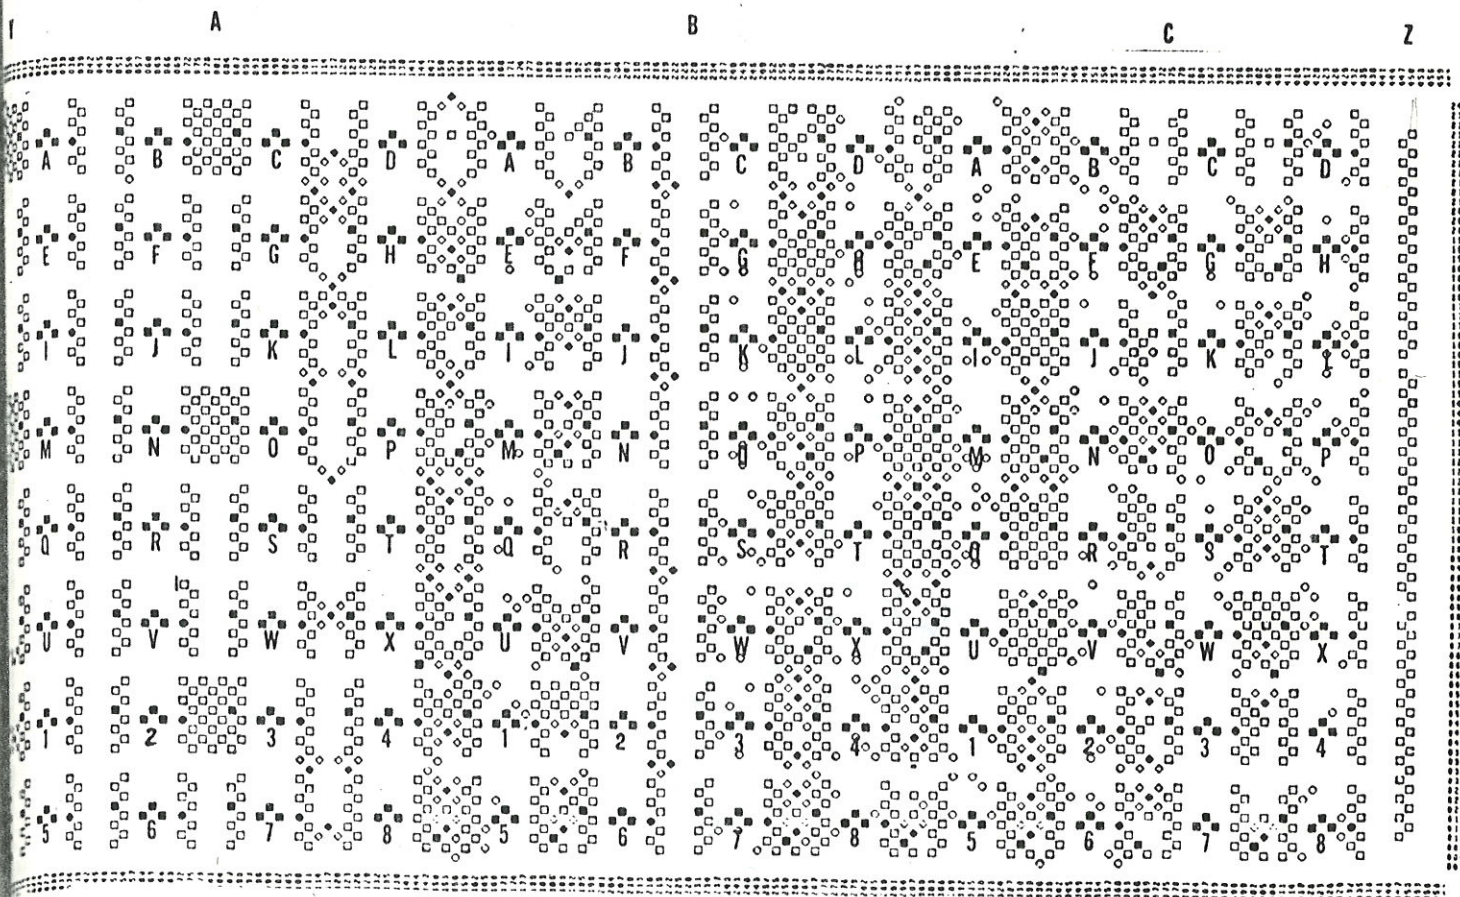 Y A B C Z
A B C D A B C D A B C D
E F G H E F G 8 E F G H
I J K L I J K L I J K L
M N O P M N O P M N O P
Q R S T Q R S T Q R S T
U V W X U V W X U V W X
1 2 3 4 1 2 3 4 1 2 3 4
5 6 7 8 5 6 7 8 5 6 7 8